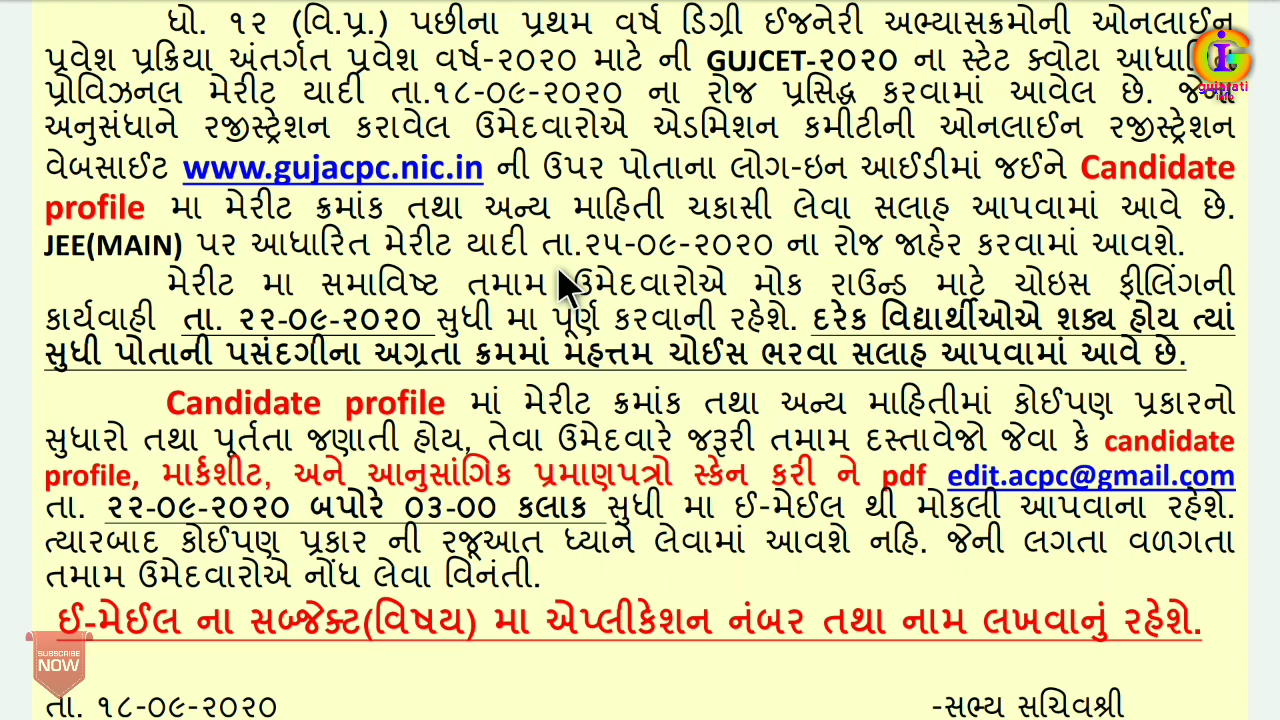 ધો. ૧૨ (વિ.પ્ર.) પછીના પ્રથમ વર્ષ ડિગ્રી ઈજનેરી અભ્યાસક્રમોની ઓનલાઈન
પ્રવેશ પ્રક્રિયા અંતર્ગત પ્રવેશ વર્ષ-૨૦૨૦ માટે ની GUJCET-૨૦૨૦ ના સ્ટેટ ક્વોટા
પ્રોવિઝનલ મેરીટ યાદી તા.૧૮-૦૯-૨૦૨૦ ના રોજ પ્રસિદ્ધ કરવામાં આવેલ છે. જેના
અનુસંધાને રજીસ્ટ્રેશન કરાવેલ ઉમેદવારોએ એડમિશન કમીટીની ઓનલાઈન રજીસ્ટ્રેશન
વેબસાઈટ www.gujacpc.nic.in ની ઉપર પોતાના લોગ-ઇન આઈડીમાં જઈને Candidate
profile મા મેરીટ ક્રમાંક તથા અન્ય માહિતી ચકાસી લેવા સલાહ આપવામાં આવે છે.
JEE(MAIN) પર આધારિત મેરીટ યાદી તા.૨૫-૦૯-૨૦૨૦ ના રોજ જાહેર કરવામાં આવશે.
મેરીટ મા સમાવિષ્ટ તમામ ઉમેદવારોએ મોક રાઉન્ડ માટે ચોઇસ ફીલિંગની
કાર્યવાહી તા. ૨૨-૦૯-૨૦૨૦ સુધી મા પૂર્ણ કરવાની રહેશે. દરેક વિદ્યાર્થીઓએ શક્ય હોય ત્યાં
સુધી પોતાની પસંદગીના અગ્રતા ક્રમમાં મહત્તમ ચોઈસ ભરવા સલાહ આપવામાં આવે છે.
Candidate profile માં મેરીટ ક્રમાંક તથા અન્ય માહિતીમાં કોઈપણ પ્રકારનો
સુધારો તથા પૂર્તતા જણાતી હોય, તેવા ઉમેદવારે જરૂરી તમામ દસ્તાવેજો જેવા કે candidate
profile, માર્કશીટ, અને આનુસાંગિક પ્રમાણપત્રો સ્કેન કરી ને pdf edit.acpc@gmail.com
તા. ૨૨-૦૯-૨૦૨૦ બપોરે ૦૩-૦૦ કલાક સુધી મા ઈ-મેઈલ થી મોકલી આપવાના રહેશે.
ત્યારબાદ કોઈપણ પ્રકાર ની રજૂઆત ધ્યાને લેવામાં આવશે નહિ. જેની લગતા વળગતા
તમામ ઉમેદવારોએ નોંધ લેવા વિનંતી.
ઈ-મેઈલ ના સબ્જેક્ટ(વિષય) મા એપ્લીકેશન નંબર તથા નામ લખવાનું રહેશે.
તા. ૧૮-૦૯-૨૦૨૦ -સભ્ય સચિવશ્રી
SUBSCRIBE
NOW
gujarati
info